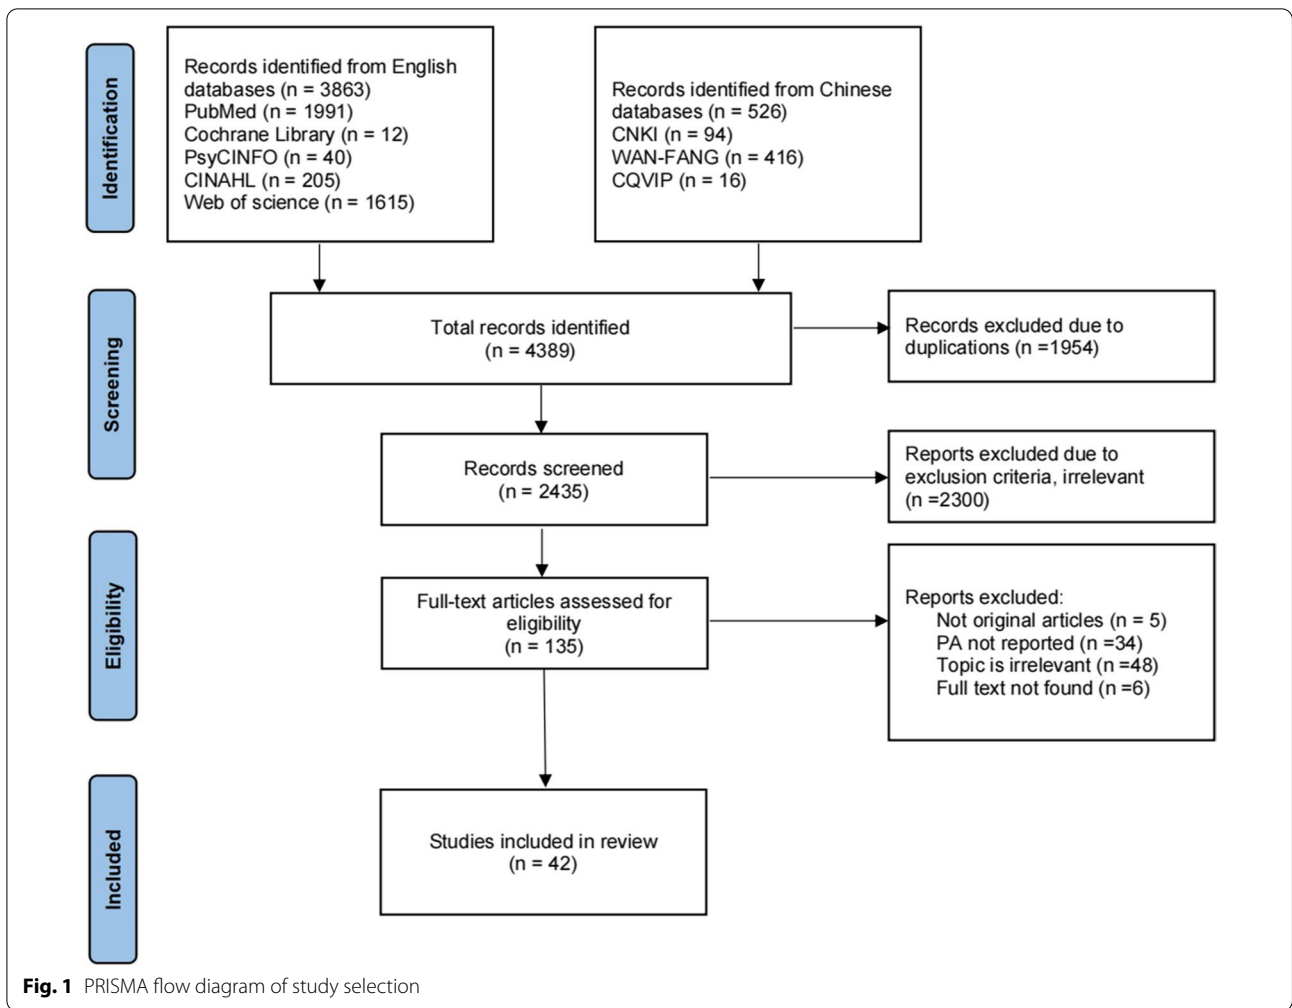 Identification
Records identified from English
databases (n = 3863)
PubMed (n = 1991)
Cochrane Library (n = 12)
PsyCINFO (n = 40)
CINAHL (n = 205)
Web of science (n = 1615)
Records identified from Chinese
databases (n = 526)
CNKI (n = 94)
WAN-FANG (n = 416)
CQVIP (n = 16)
Screening
Total records identified
(n = 4389)
Records excluded due to
duplications (n =1954)
Records screened
(n = 2435)
Reports excluded due to
exclusion criteria, irrelevant
(n =2300)
Eligibility
Full-text articles assessed for
eligibility
(n = 135)
Reports excluded:
Not original articles (n = 5)
PA not reported (n =34)
Topic is irrelevant (n =48)
Full text not found (n =6)
Included
Studies included in review
(n = 42)
Fig. 1 PRISMA flow diagram of study selection